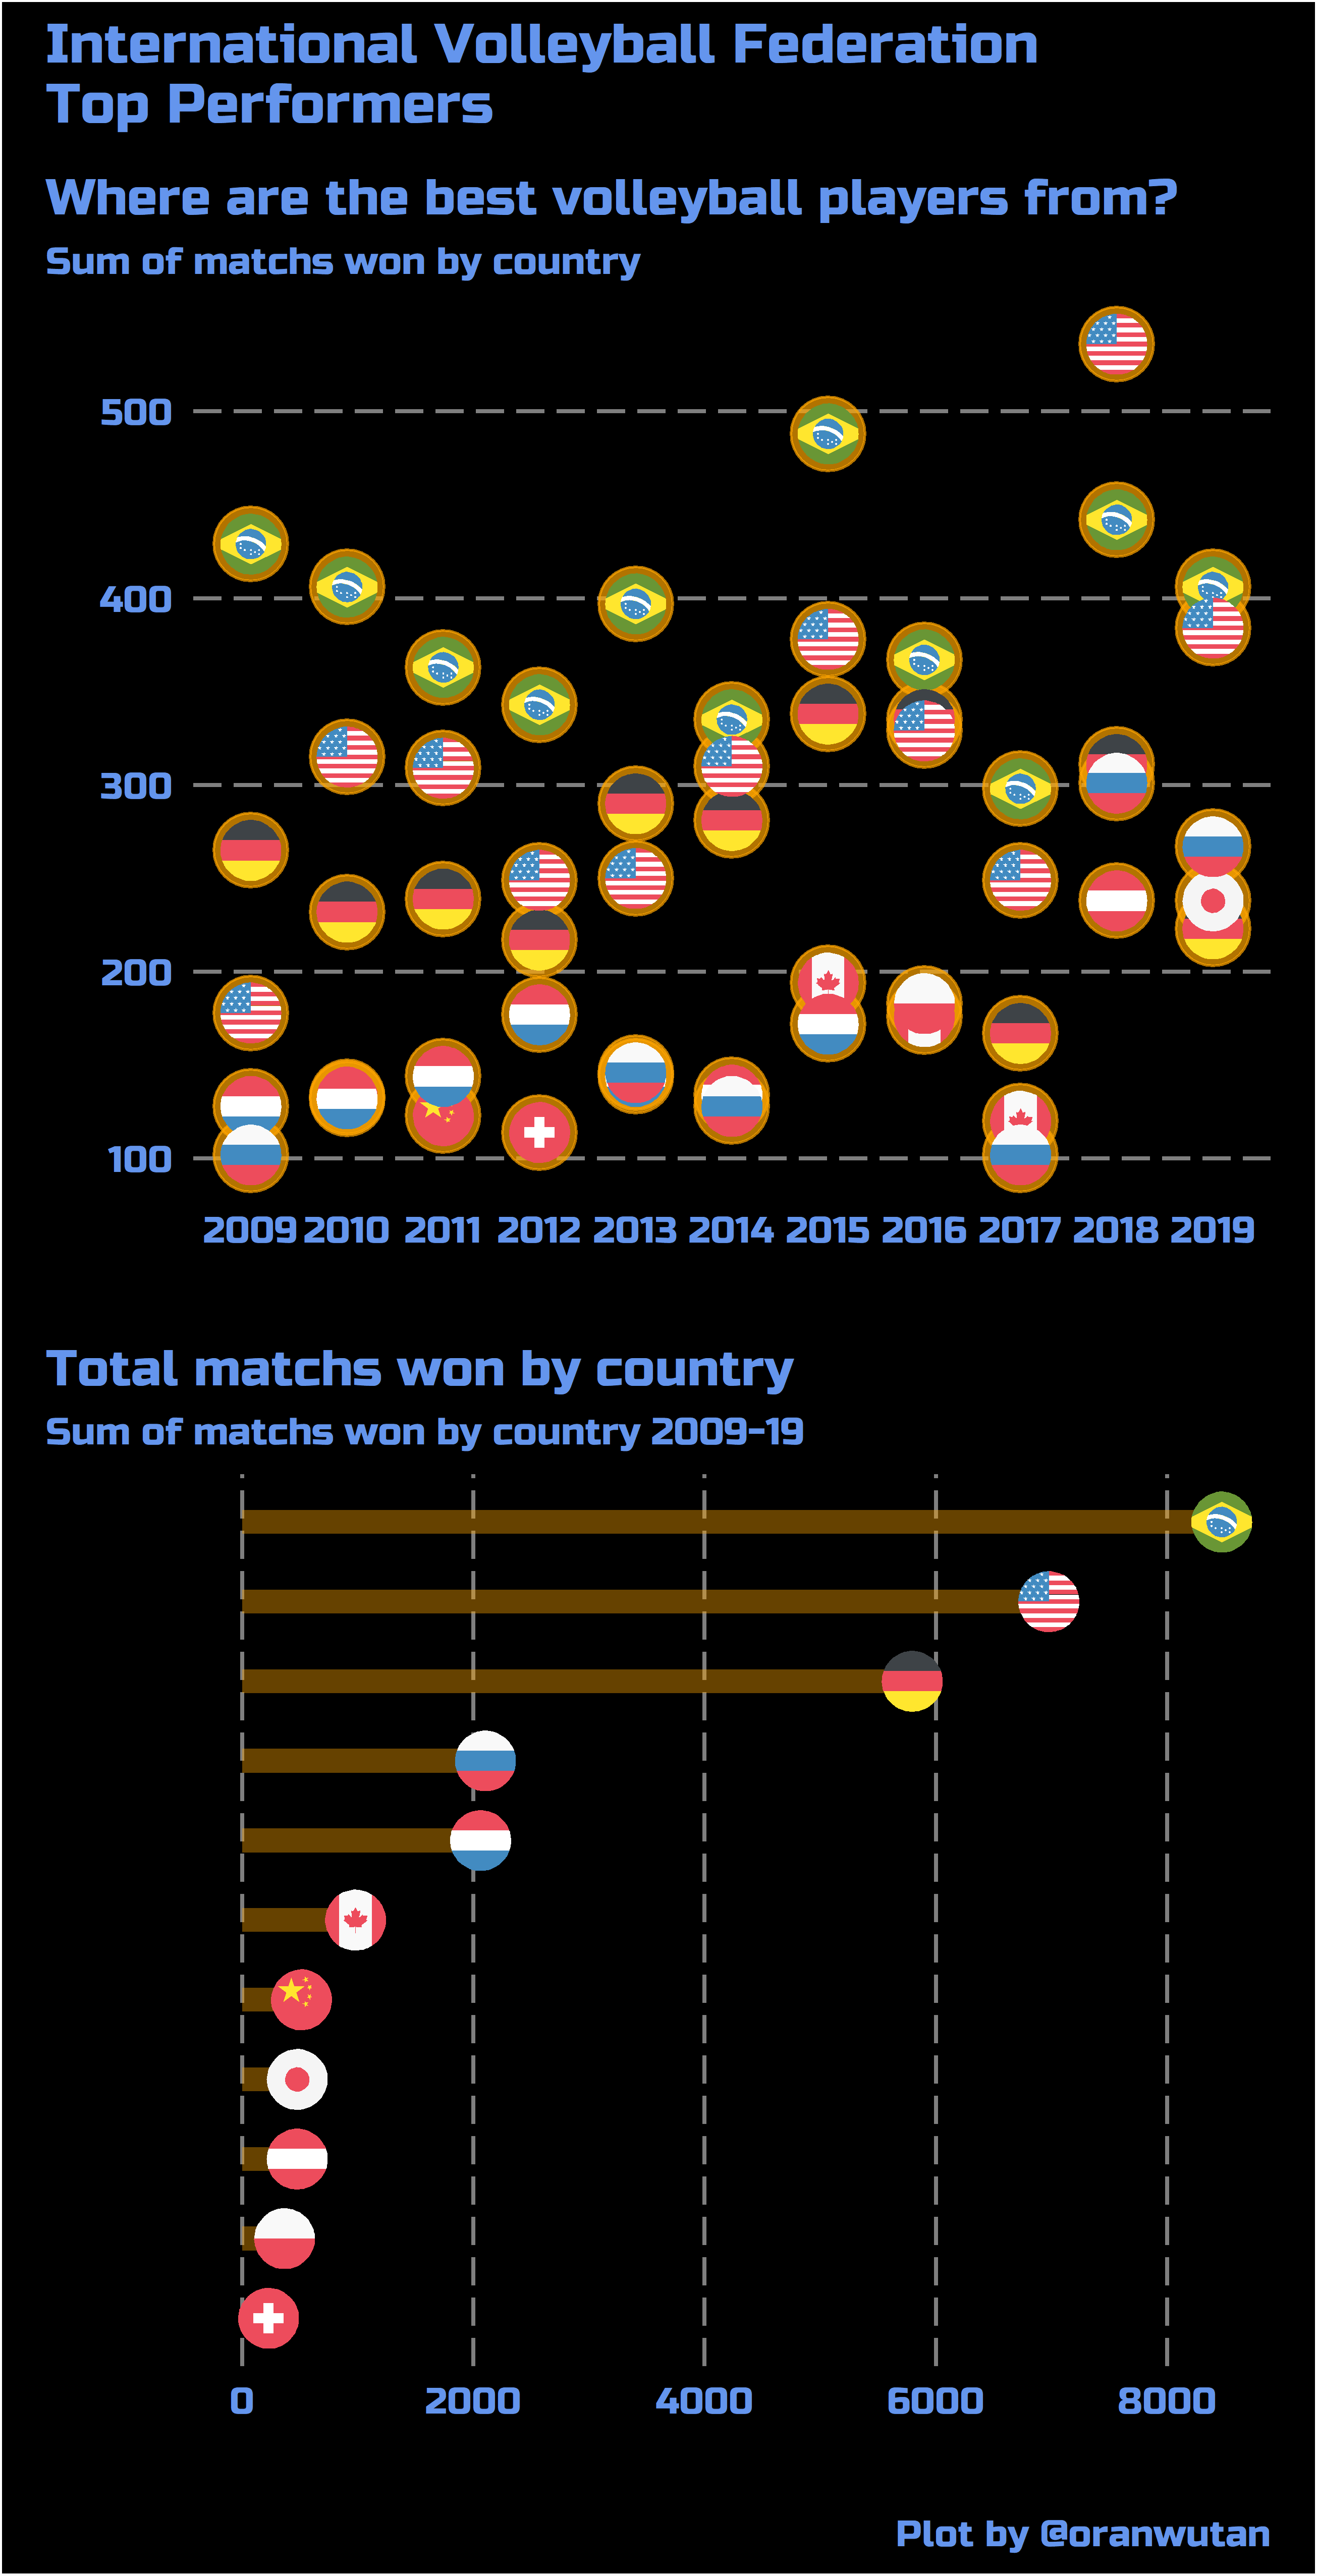 International Volleyball Federation
Top Performers
Where are the best volleyball players from?
Sum of matchs won by country
500
400
300
200
100
2009 2010 2011 2012 2013 2014 2015 2016 2017 2018 2019
Total matchs won by country
Sum of matchs won by country 2009-19
0 2000 4000 6000 8000
Plot by @oranwutan